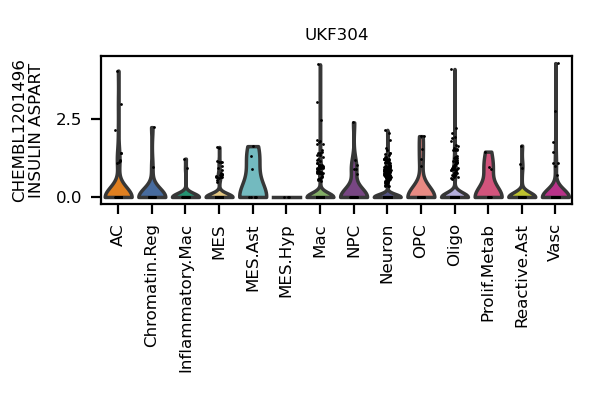 UKF304
CHEMBL1201496
INSULIN ASPART
2.5
0.0
AC
Chromatin.Reg
Inflammatory.Mac
MES
MES.Ast
MES.Hyp
Mac
NPC
Neuron
OPC
Oligo
Prolif.Metab
Reactive.Ast
Vasc